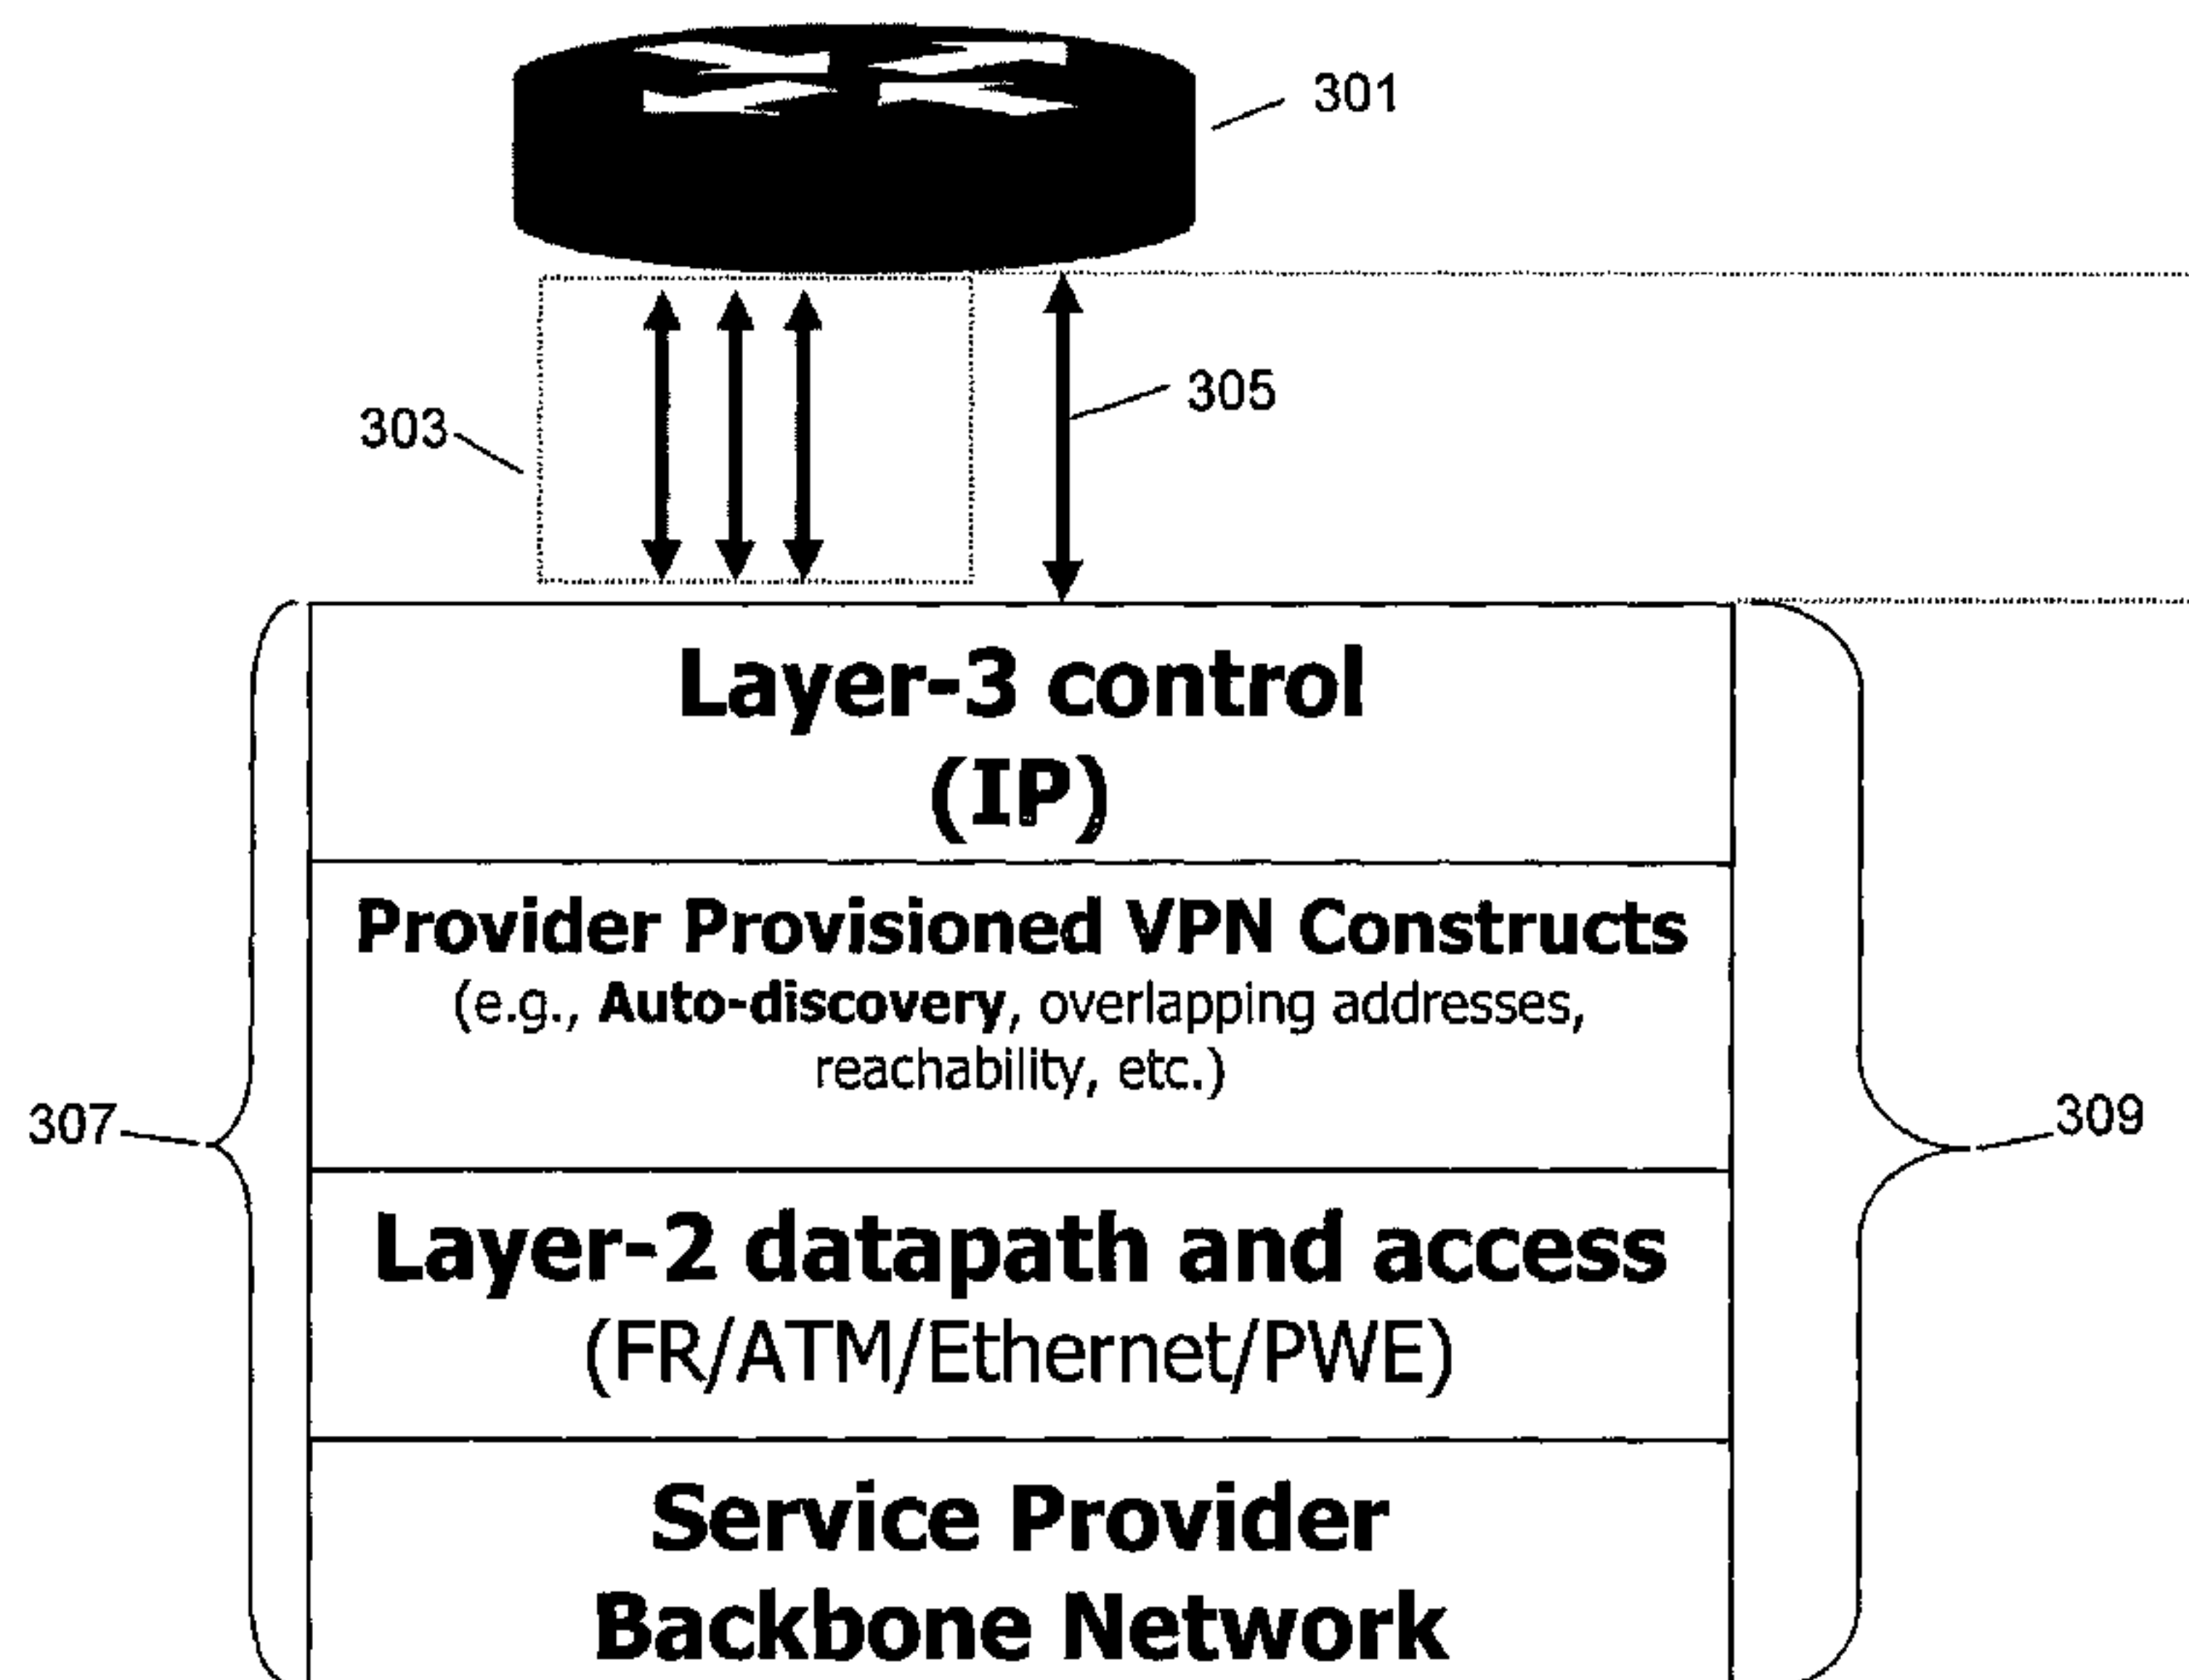 301
305
303
Layer-3 control
(IP)
Provider Provisioned VPN Constructs
(e.g., Auto-discovery, overlapping addresses,
reachability, etc.)
307
309
Layer-2 datapath and access
(FR/ATM/Ethernet/PWE)
Service Provider
Backbone Network